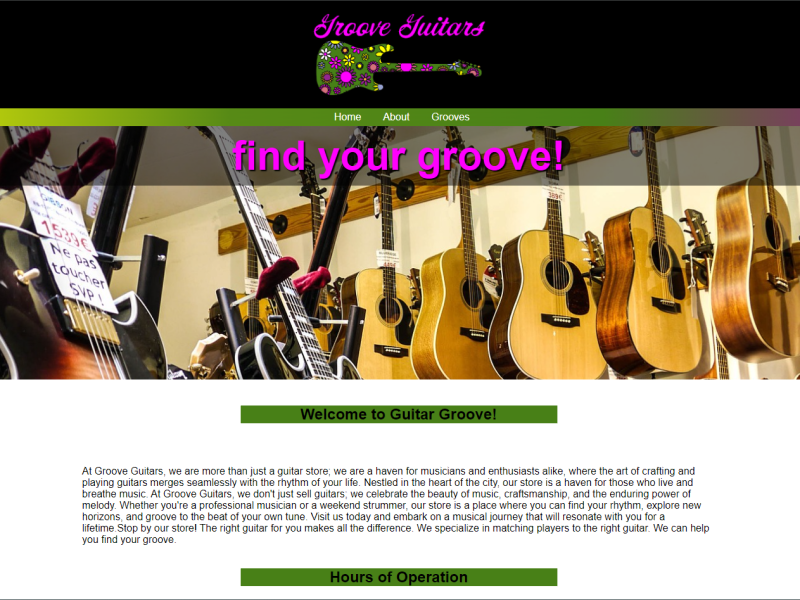 Groove Guitars
Home About Grooves
find your groove!
GIBSON
1539€
Ne pas
toucher
SVP !
Welcome to Guitar Groove!
At Groove Guitars, we are more than just a guitar store; we are a haven for musicians and enthusiasts alike, where the art of crafting and
playing guitars merges seamlessly with the rhythm of your life. Nestled in the heart of the city, our store is a haven for those who live and
breathe music. At Groove Guitars, we don't just sell guitars; we celebrate the beauty of music, craftsmanship, and the enduring power of
melody. Whether you're a professional musician or a weekend strummer, our store is a place where you can find your rhythm, explore new
horizons, and groove to the beat of your own tune. Visit us today and embark on a musical journey that will resonate with you for a
lifetime.Stop by our store! The right guitar for you makes all the difference. We specialize in matching players to the right guitar. We can help
you find your groove.
Hours of Operation